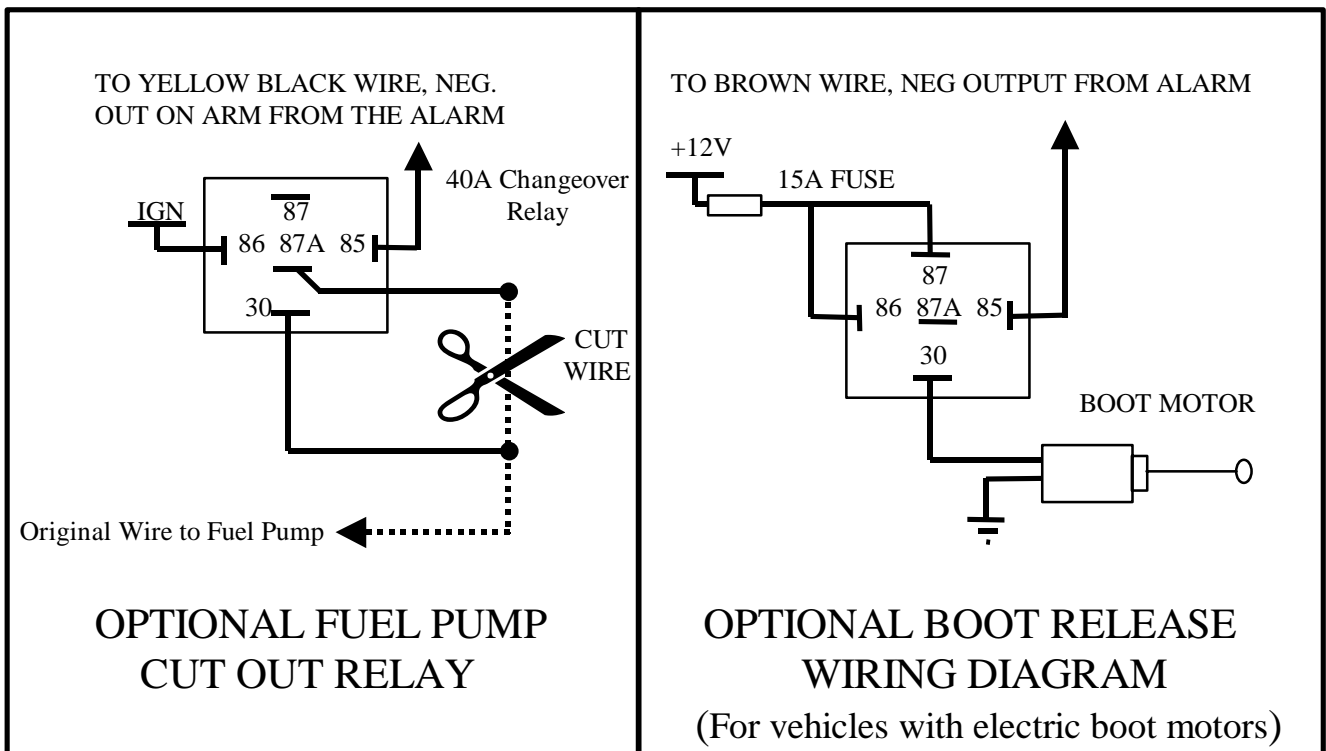 TO YELLOW BLACK WIRE, NEG.
OUT ON ARM FROM THE ALARM
40A Changeover
Relay
IGN
87
86 87A 85
30
CUT
WIRE
Original Wire to Fuel Pump
OPTIONAL FUEL PUMP
CUT OUT RELAY
TO BROWN WIRE, NEG OUTPUT FROM ALARM
+12V
15A FUSE
87
86 87A 85
30
BOOT MOTOR
OPTIONAL BOOT RELEASE
WIRING DIAGRAM
(For vehicles with electric boot motors)